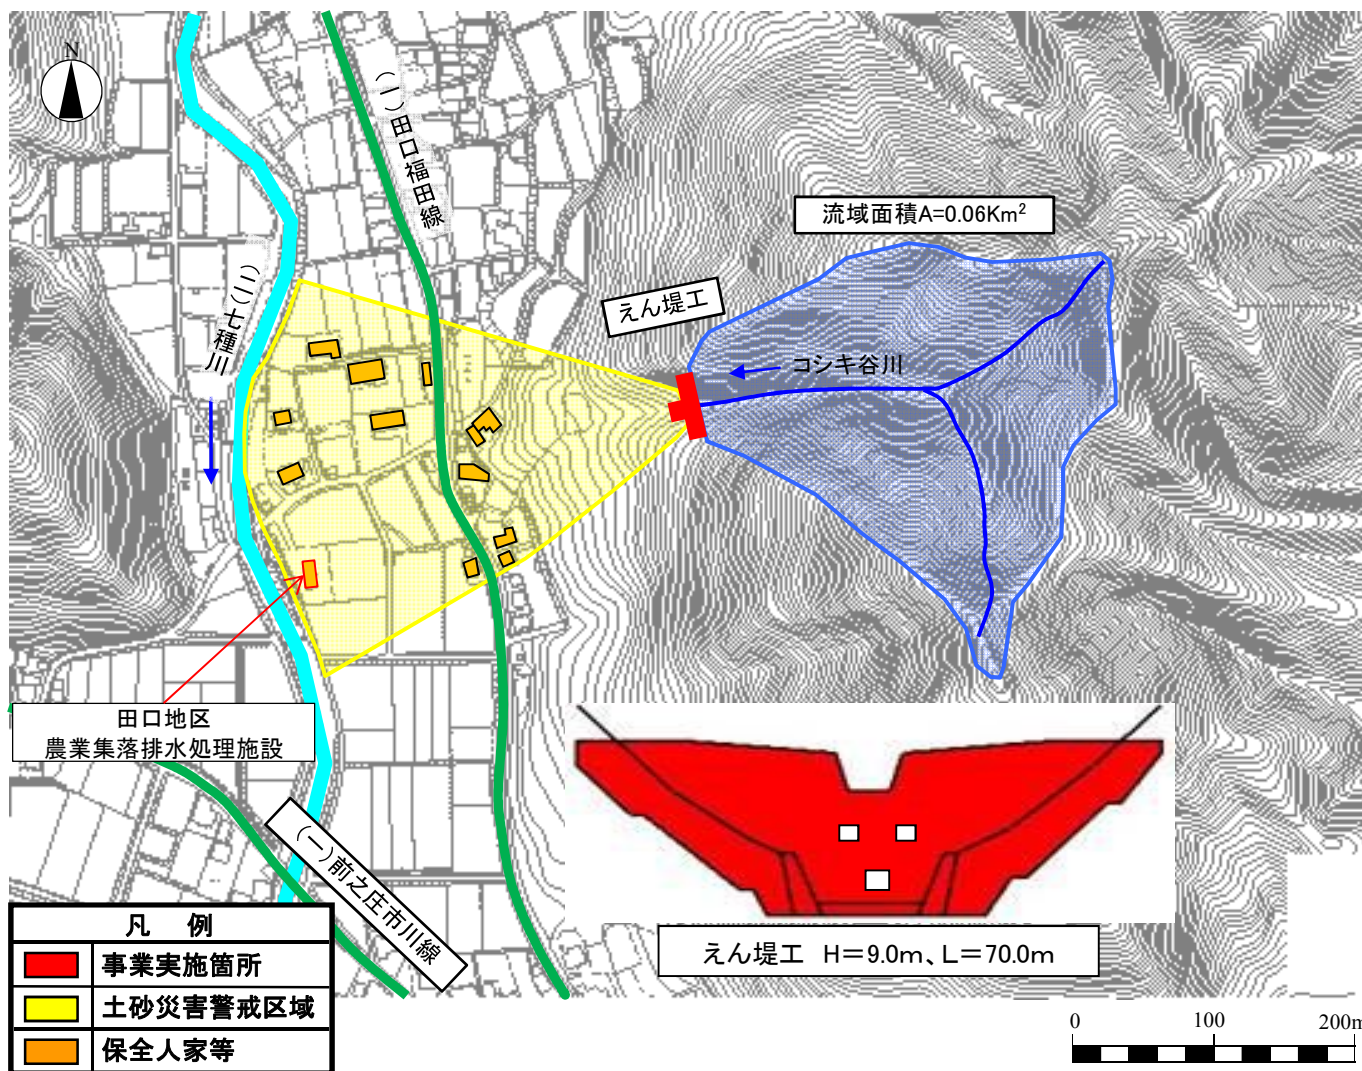 N
(一)田口福田線
流域面積A=0.06Km²
(二)七種川
えん堤工
コシキ谷川
田口地区
農業集落排水処理施設
(一)前之庄市川線
えん堤工 H=9.0m、L=70.0m
凡 例
事業実施箇所
土砂災害警戒区域
保全人家等
0 100 200m